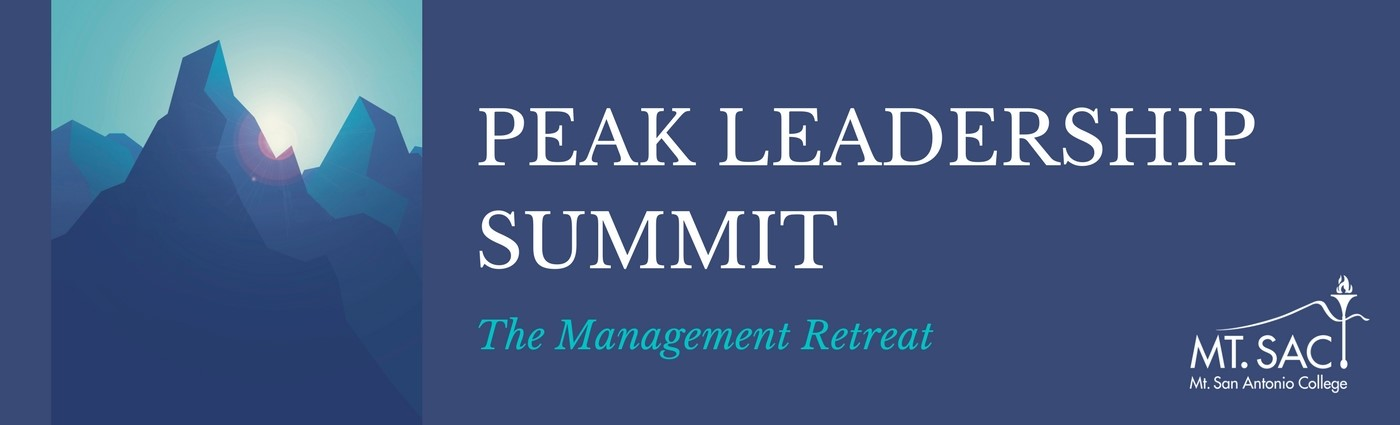 PEAK LEADERSHIP
SUMMIT
The Management Retreat
MT. SAC
Mt. San Antonio College